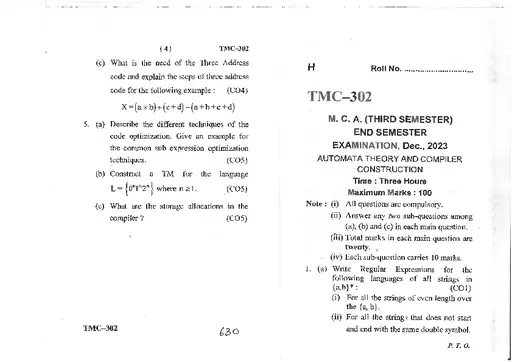 ( 4 )
TMC-302
(c) What is the need of the Three Address
code and explain the steps of three address
code for the following example : (CO4)
X = (a × b) + (c + d) − (a + b + c + d)
5. (a) Describe the different techniques of the
code optimization. Give an example for
the common sub expression optimization
techniques. (CO5)
(b) Construct a TM for the language
L = {0ⁿ1ⁿ2ⁿ} where n ≥ 1. (CO5)
(c) What are the storage allocations in the
compiler ? (CO5)
TMC-302
630
H
Roll No. ..............................
TMC–302
M. C. A. (THIRD SEMESTER)
END SEMESTER
EXAMINATION, Dec., 2023
AUTOMATA THEORY AND COMPILER
CONSTRUCTION
Time : Three Hours
Maximum Marks : 100
Note : (i) All questions are compulsory.
(ii) Answer any two sub-questions among
(a), (b) and (c) in each main question.
(iii) Total marks in each main question are
twenty.
(iv) Each sub-question carries 10 marks.
1. (a) Write Regular Expressions for the
following languages of all strings in
{a,b}* : (CO1)
(i) For all the strings of even length over
the {a, b}.
(ii) For all the strings that does not start
and end with the same double symbol.
P. T. O.